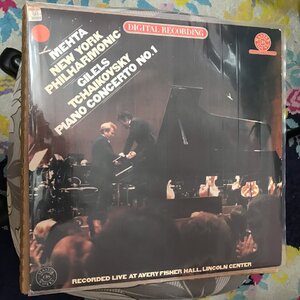 DIGITAL RECORDING
MEHTA
NEW YORK
PHILHARMONIC
GILELS
TCHAIKOVSKY
PIANO CONCERTO NO.1
RECORDED LIVE AT AVERY FISHER HALL, LINCOLN CENTER